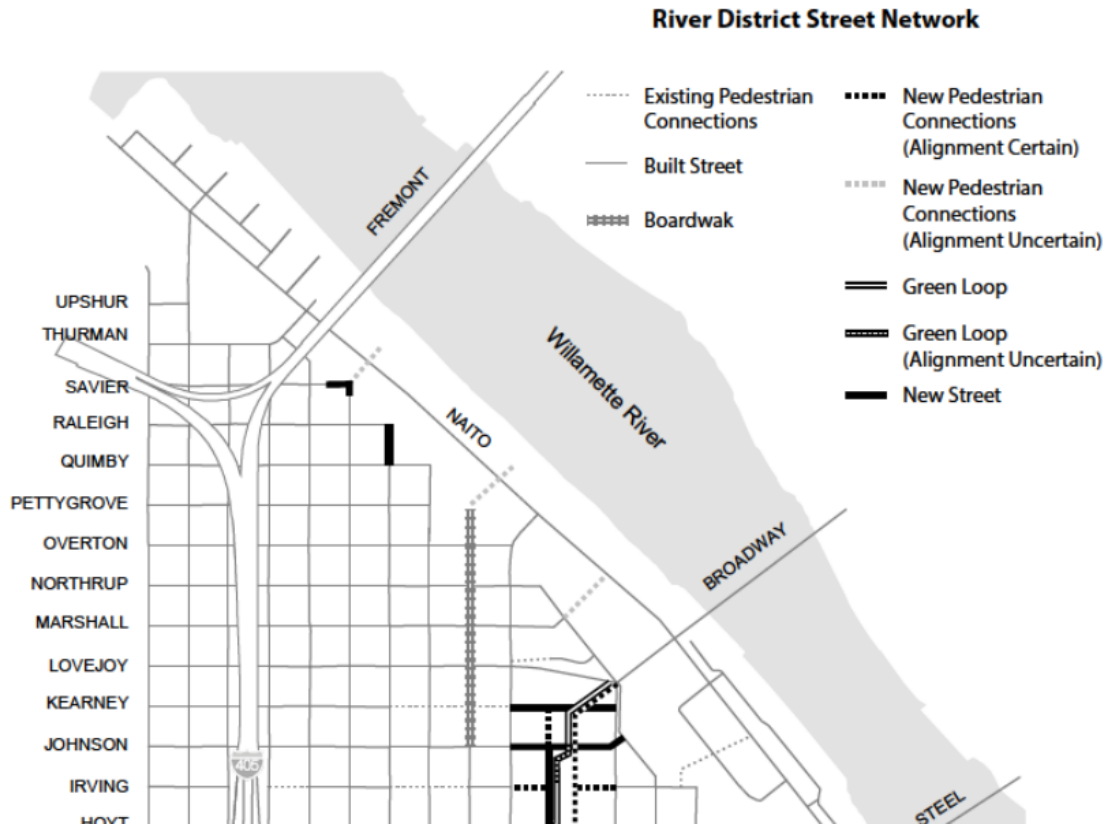 River District Street Network
Existing Pedestrian
Connections
Built Street
Boardwak
New Pedestrian
Connections
(Alignment Certain)
New Pedestrian
Connections
(Alignment Uncertain)
Green Loop
Green Loop
(Alignment Uncertain)
New Street
FREMONT
Willamette River
NAITO
BROADWAY
STEEL
UPSHUR
THURMAN
SAVIER
RALEIGH
QUIMBY
PETTYGROVE
OVERTON
NORTHRUP
MARSHALL
LOVEJOY
KEARNEY
JOHNSON
405
IRVING
HOYT